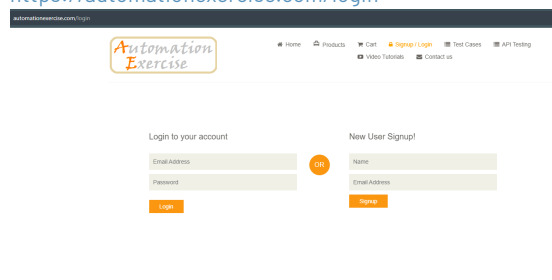 https://automationexercise.com/login
automationexercise.com/login
Automation
Exercise
Home Products Cart Signup / Login Test Cases API Testing
Video Tutorials Contact us
Login to your account
Email Address
Password
Login
OR
New User Signup!
Name
Email Address
Signup